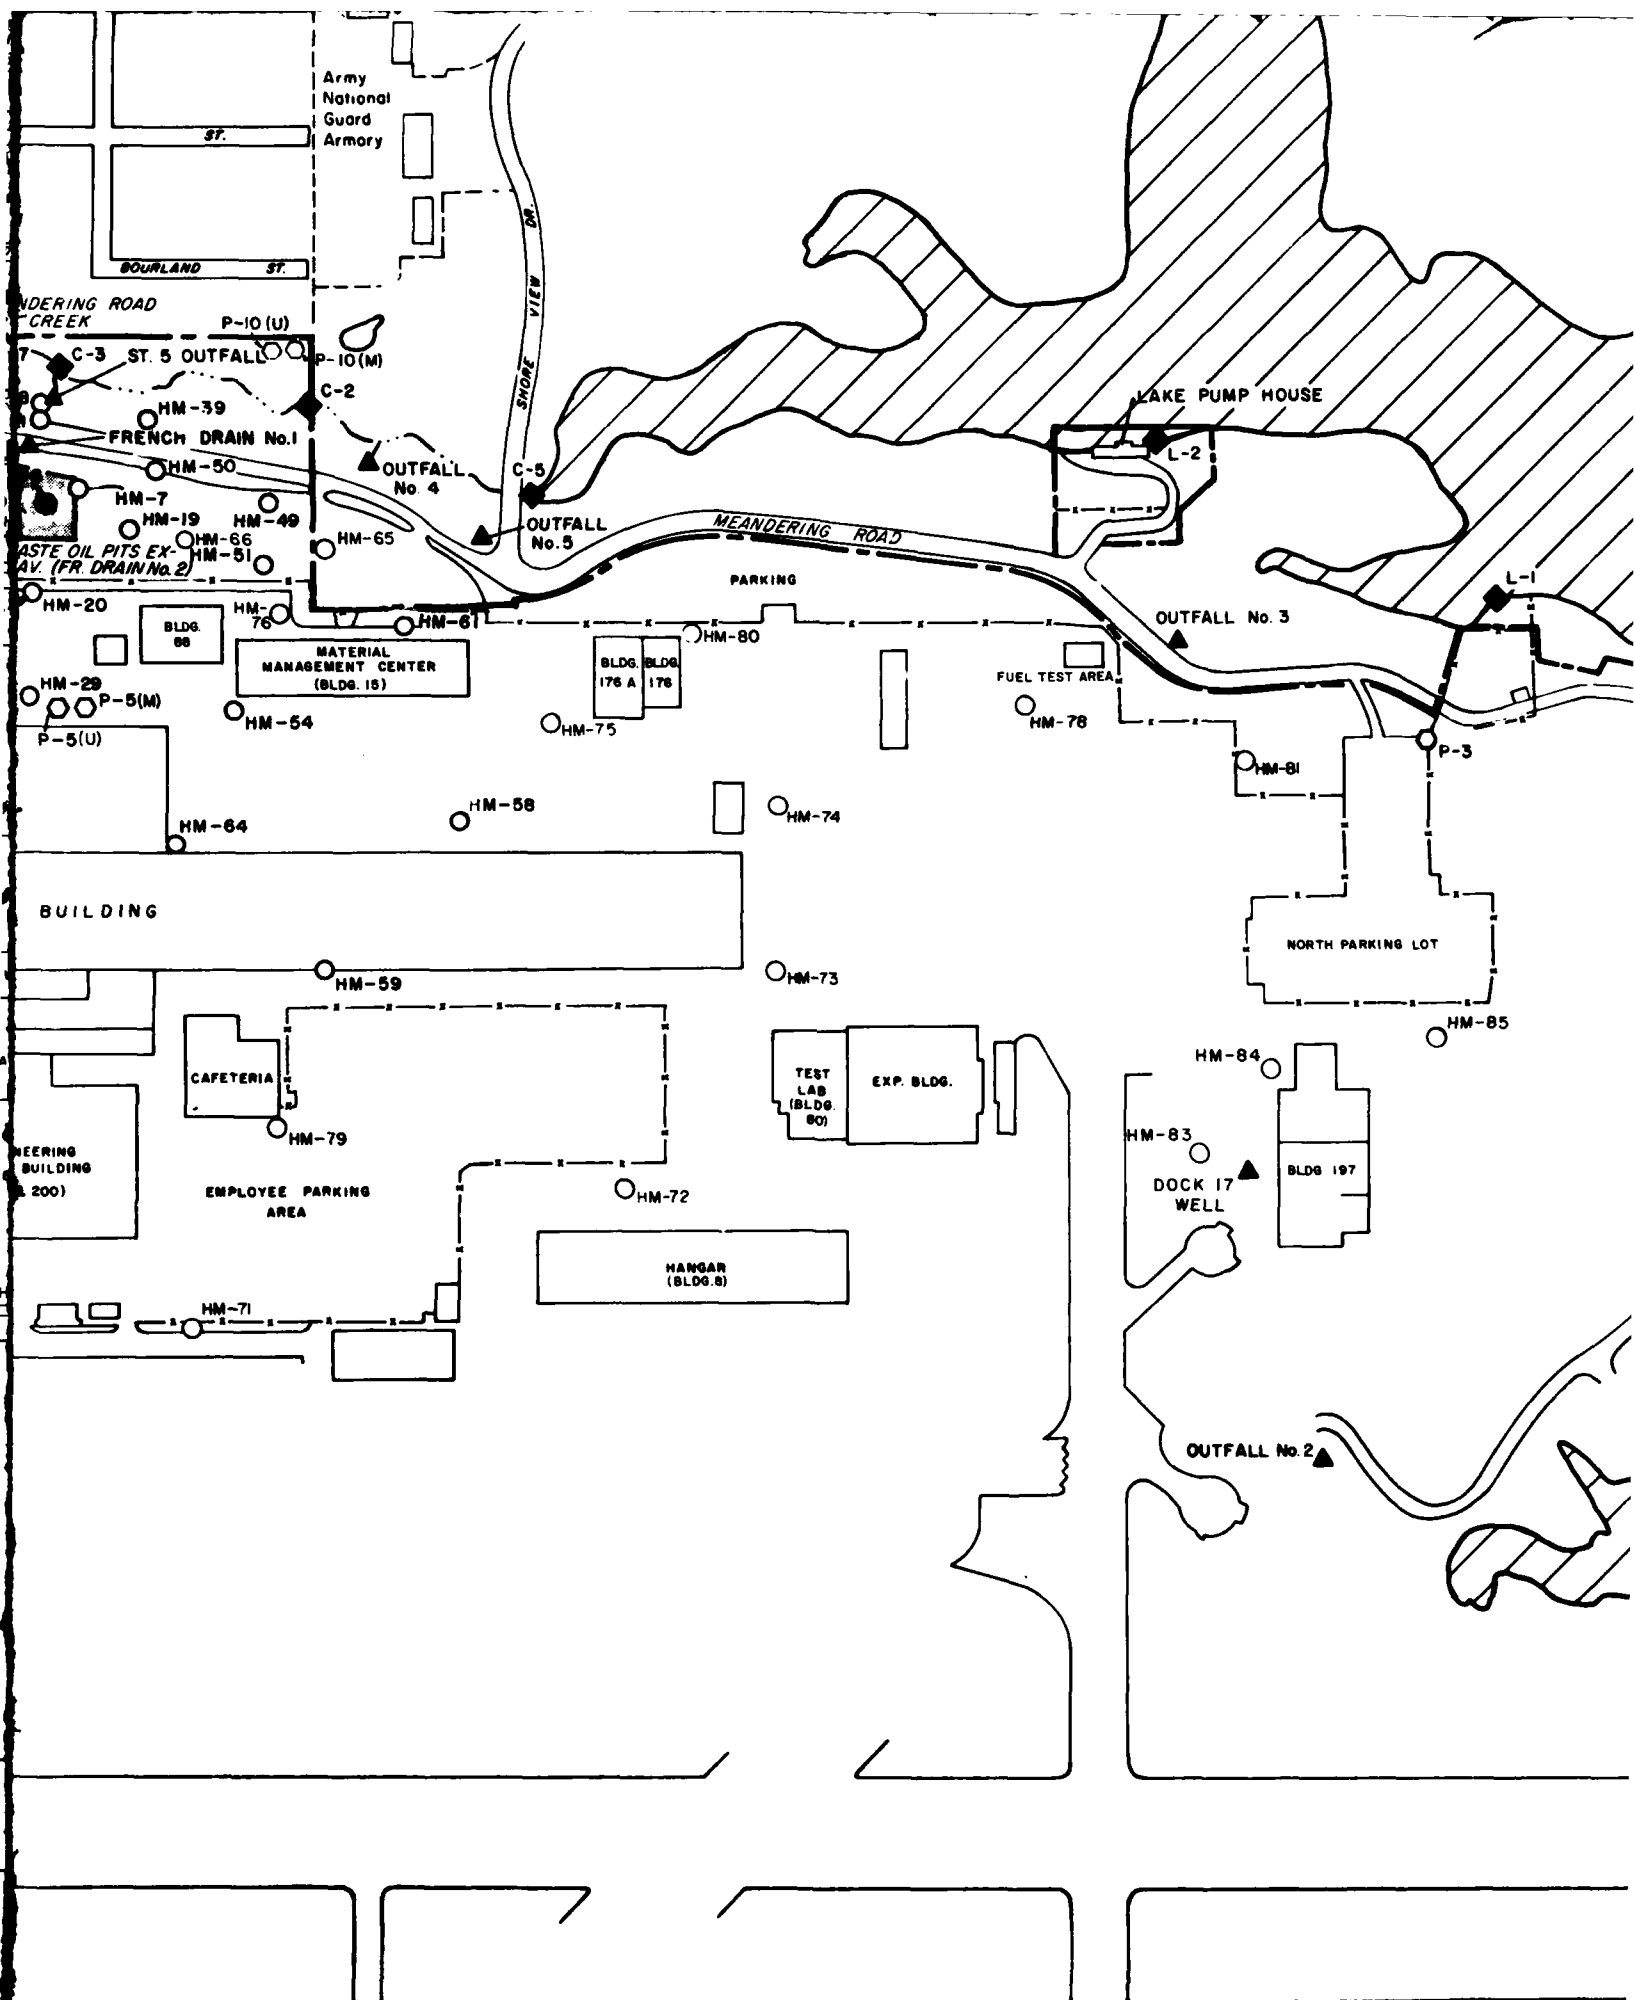 Army
National
Guard
Armory
ST.
SHORE VIEW DR.
BOURLAND ST.
NDERING ROAD
CREEK
P-10 (U)
P-10 (M)
7
C-3
ST. 5 OUTFALL
C-2
HM-39
FRENCH DRAIN No.1
HM-50
OUTFALL
No. 4
C-5
LAKE PUMP HOUSE
L-2
HM-7
HM-49
HM-19
HM-66
HM-51
HM-65
OUTFALL
No. 5
MEANDERING ROAD
ASTE OIL PITS EX-
AV. (FR. DRAIN No. 2)
PARKING
L-1
HM-20
HM-
76
HM-61
HM-80
OUTFALL No. 3
BLDG.
88
MATERIAL
MANAGEMENT CENTER
(BLDG. 15)
BLDG.
176 A
BLDG.
176
FUEL TEST AREA
HM-29
P-5(M)
P-5(U)
HM-54
HM-75
HM-78
P-3
HM-81
HM-58
HM-74
HM-64
BUILDING
NORTH PARKING LOT
HM-59
HM-73
HM-85
HM-84
CAFETERIA
TEST
LAB
(BLDG.
60)
EXP. BLDG.
HM-79
HM-83
NEERING
BUILDING
200)
EMPLOYEE PARKING
AREA
HM-72
DOCK 17
WELL
BLDG 197
HANGAR
(BLDG. 8)
HM-71
OUTFALL No. 2